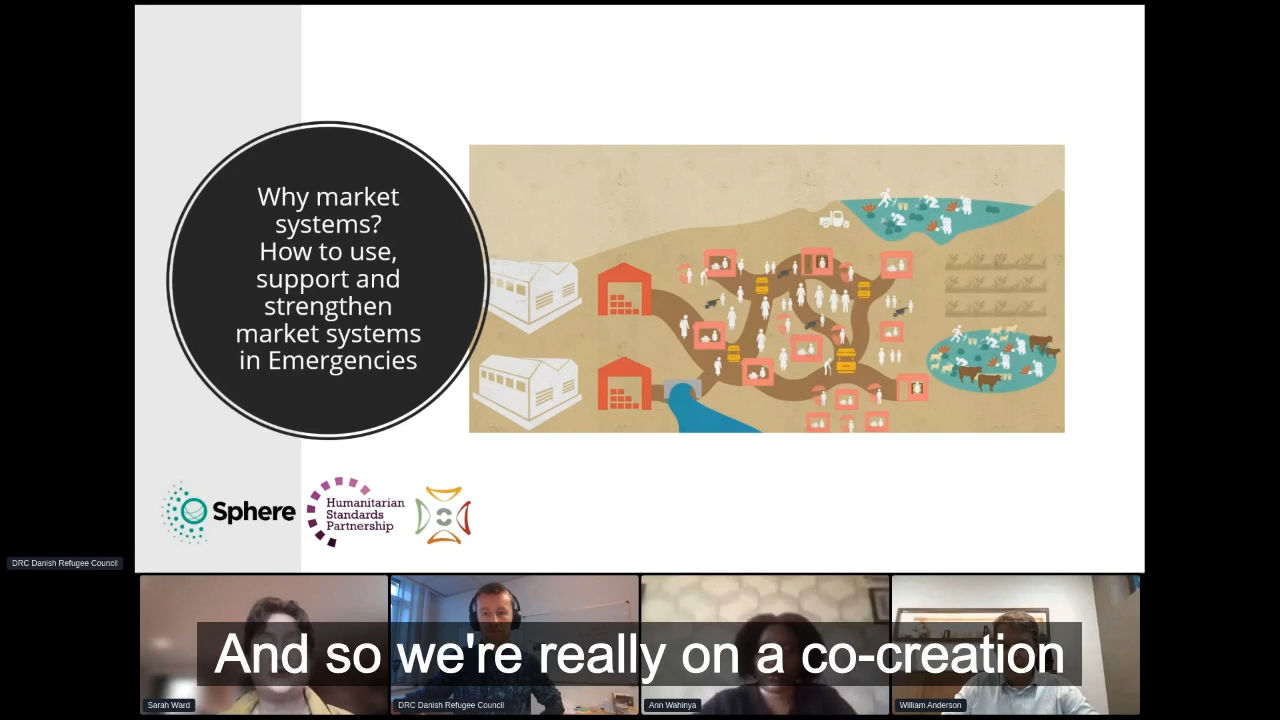 Why market
systems?
How to use,
support and
strengthen
market systems
in Emergencies
Sphere
Humanitarian
Standards
Partnership
DRC Danish Refugee Council
And so we're really on a co-creation
Sarah Ward
DRC Danish Refugee Council
Ann Wahinya
William Anderson